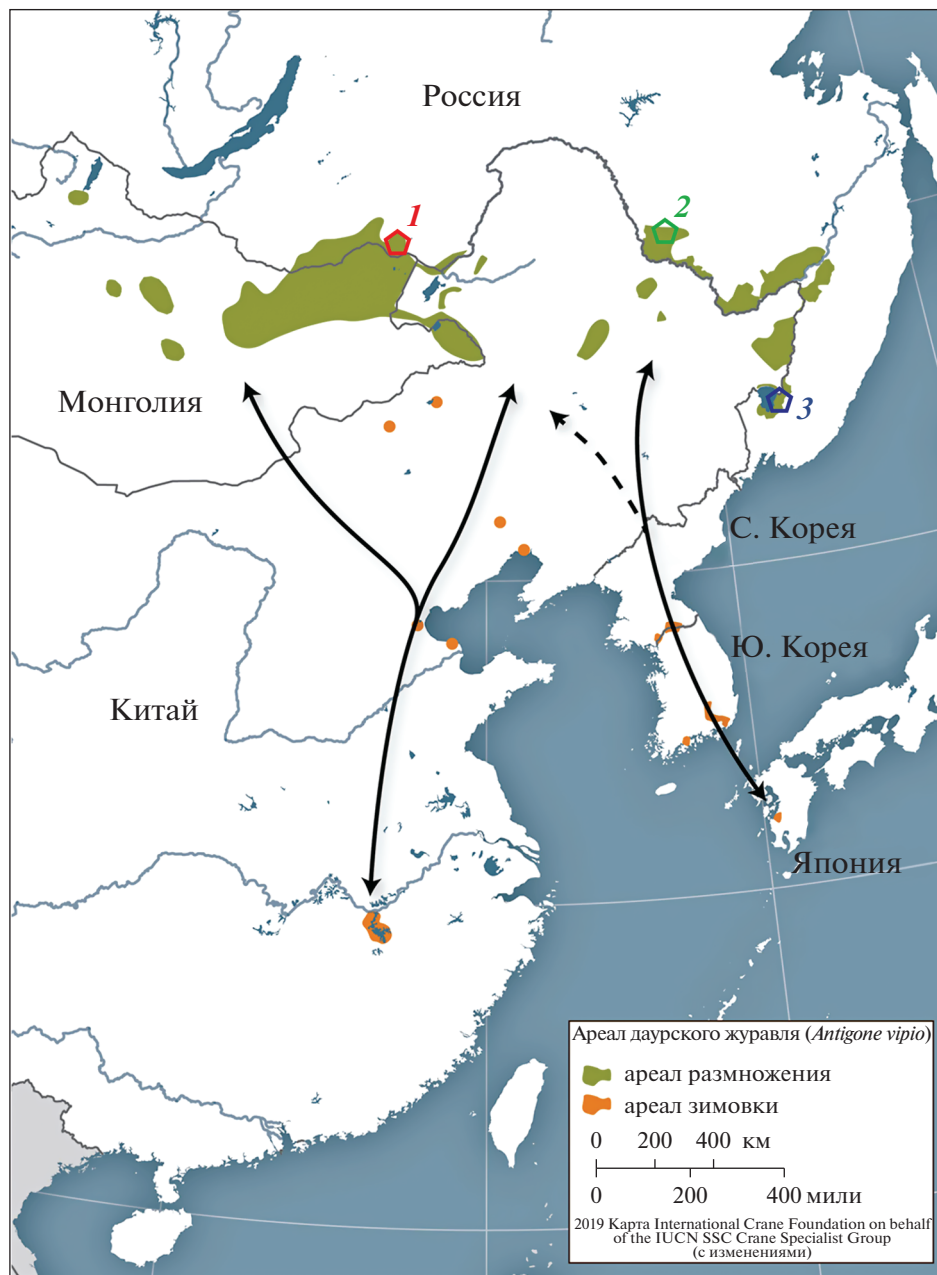 Россия
1
2
Монголия
3
С. Корея
Ю. Корея
Китай
Япония
Ареал даурского журавля (Antigone vipio)
ареал размножения
ареал зимовки
0 200 400 км
0 200 400 мили
2019 Карта International Crane Foundation on behalf
of the IUCN SSC Crane Specialist Group
(с изменениями)